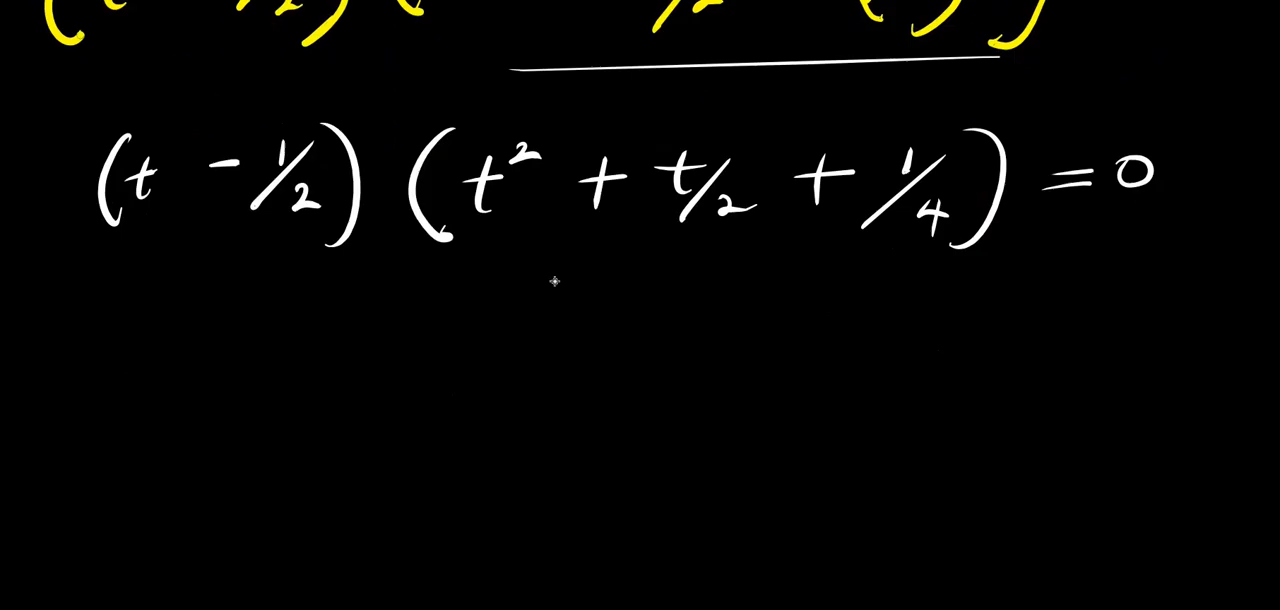 (t - 1/2) (t² + t/2 + 1/4) = 0